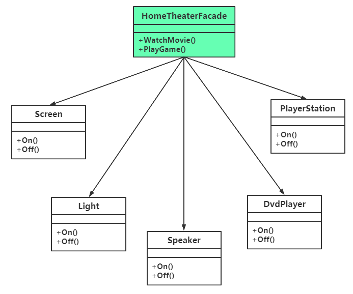 HomeTheaterFacade
+WatchMovie()
+PlayGame()
Screen
+On()
+Off()
PlayerStation
+On()
+Off()
Light
+On()
+Off()
DvdPlayer
+On()
+Off()
Speaker
+On()
+Off()